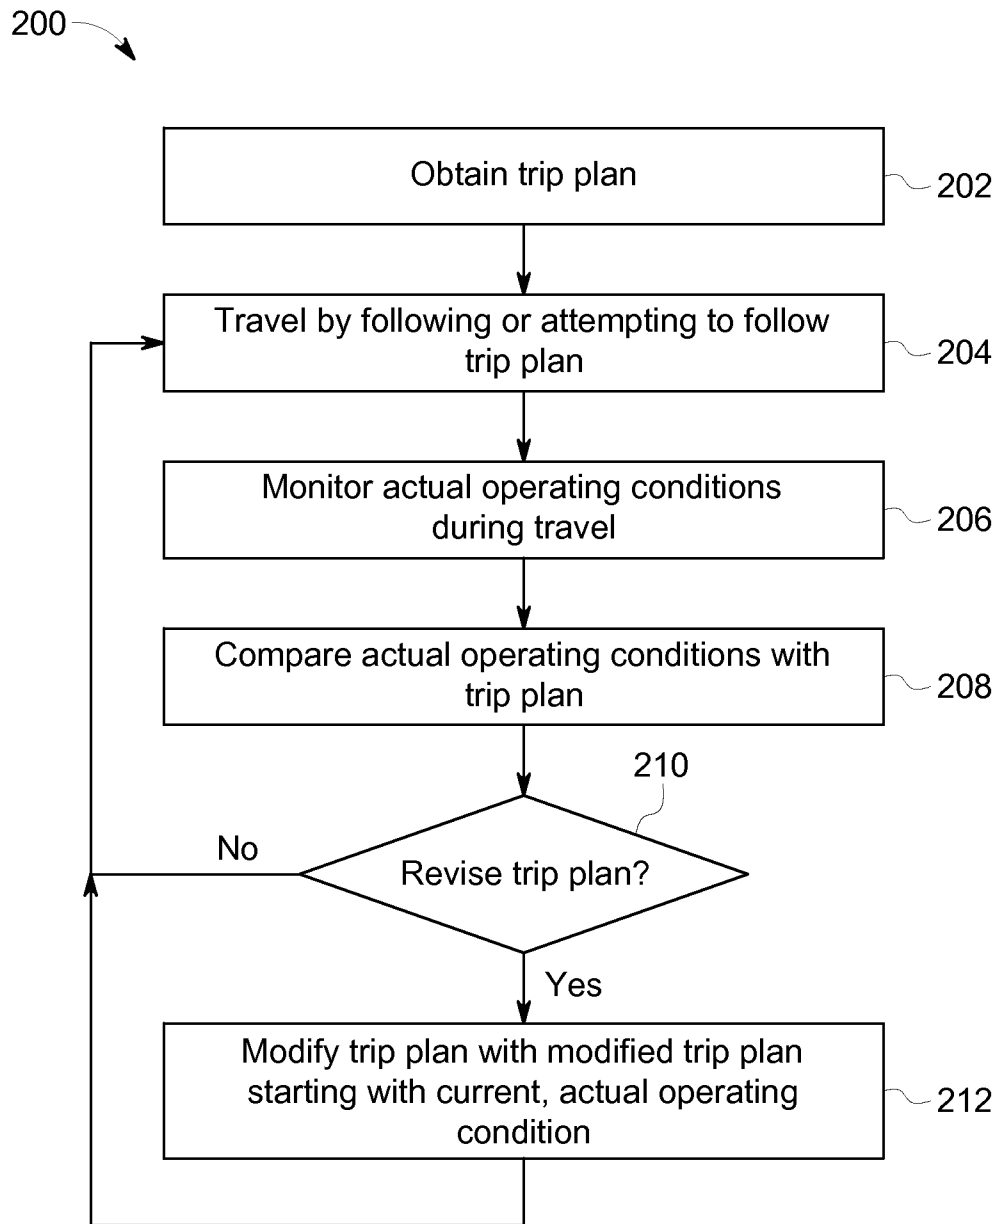 200
Obtain trip plan
202
Travel by following or attempting to follow
trip plan
204
Monitor actual operating conditions
during travel
206
Compare actual operating conditions with
trip plan
208
210
No
Revise trip plan?
Yes
Modify trip plan with modified trip plan
starting with current, actual operating
condition
212